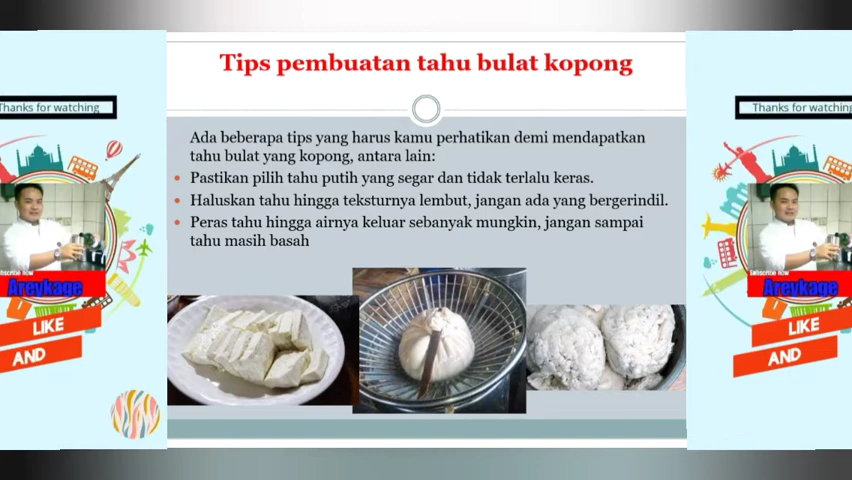 Tips pembuatan tahu bulat kopong
Ada beberapa tips yang harus kamu perhatikan demi mendapatkan
tahu bulat yang kopong, antara lain:
• Pastikan pilih tahu putih yang segar dan tidak terlalu keras.
• Haluskan tahu hingga teksturnya lembut, jangan ada yang bergerindil.
• Peras tahu hingga airnya keluar sebanyak mungkin, jangan sampai
tahu masih basah
Thanks for watching
Arevkage
LIKE
AND
Thanks for watching
Arevkage
LIKE
AND